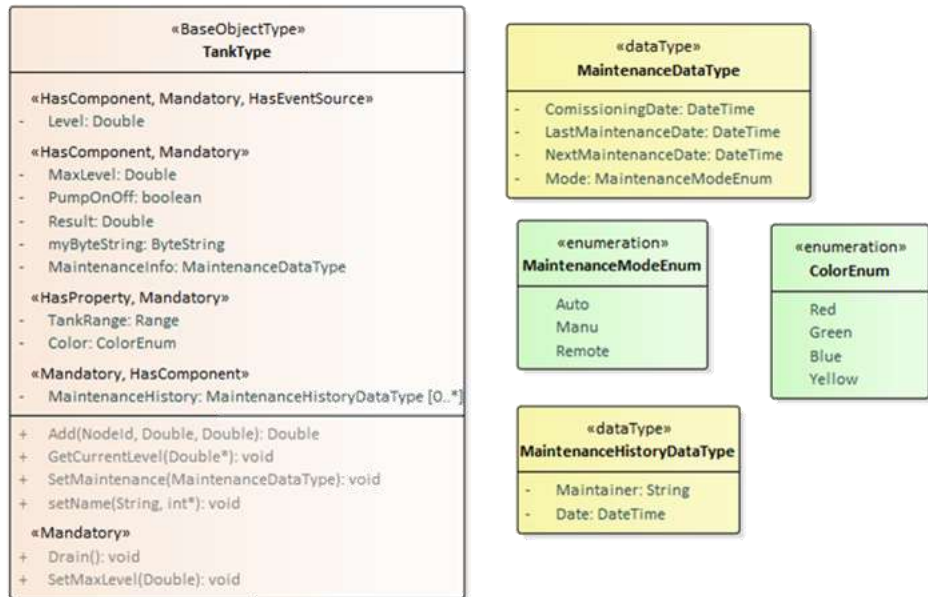 «BaseObjectType»
TankType
«HasComponent, Mandatory, HasEventSource»
- Level: Double
«HasComponent, Mandatory»
- MaxLevel: Double
- PumpOnOff: boolean
- Result: Double
- myByteString: ByteString
- MaintenanceInfo: MaintenanceDataType
«HasProperty, Mandatory»
- TankRange: Range
- Color: ColorEnum
«Mandatory, HasComponent»
- MaintenanceHistory: MaintenanceHistoryDataType [0..*]
+ Add(NodeId, Double, Double): Double
+ GetCurrentLevel(Double*): void
+ SetMaintenance(MaintenanceDataType): void
+ setName(String, int*): void
«Mandatory»
+ Drain(): void
+ SetMaxLevel(Double): void
«dataType»
MaintenanceDataType
- ComissioningDate: DateTime
- LastMaintenanceDate: DateTime
- NextMaintenanceDate: DateTime
- Mode: MaintenanceModeEnum
«enumeration»
MaintenanceModeEnum
Auto
Manu
Remote
«enumeration»
ColorEnum
Red
Green
Blue
Yellow
«dataType»
MaintenanceHistoryDataType
- Maintainer: String
- Date: DateTime